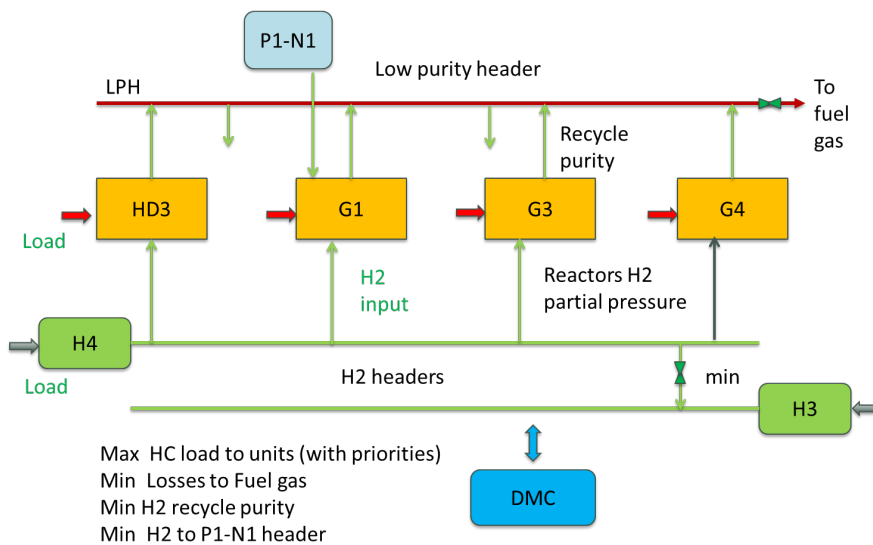 P1-N1
LPH
Low purity header
To
fuel
gas
Recycle
purity
HD3
G1
G3
G4
Load
H2
input
Reactors H2
partial pressure
H4
Load
H2 headers
min
H3
Max  HC load to units (with priorities)
Min  Losses to Fuel gas
Min H2 recycle purity
Min  H2 to P1-N1 header
DMC